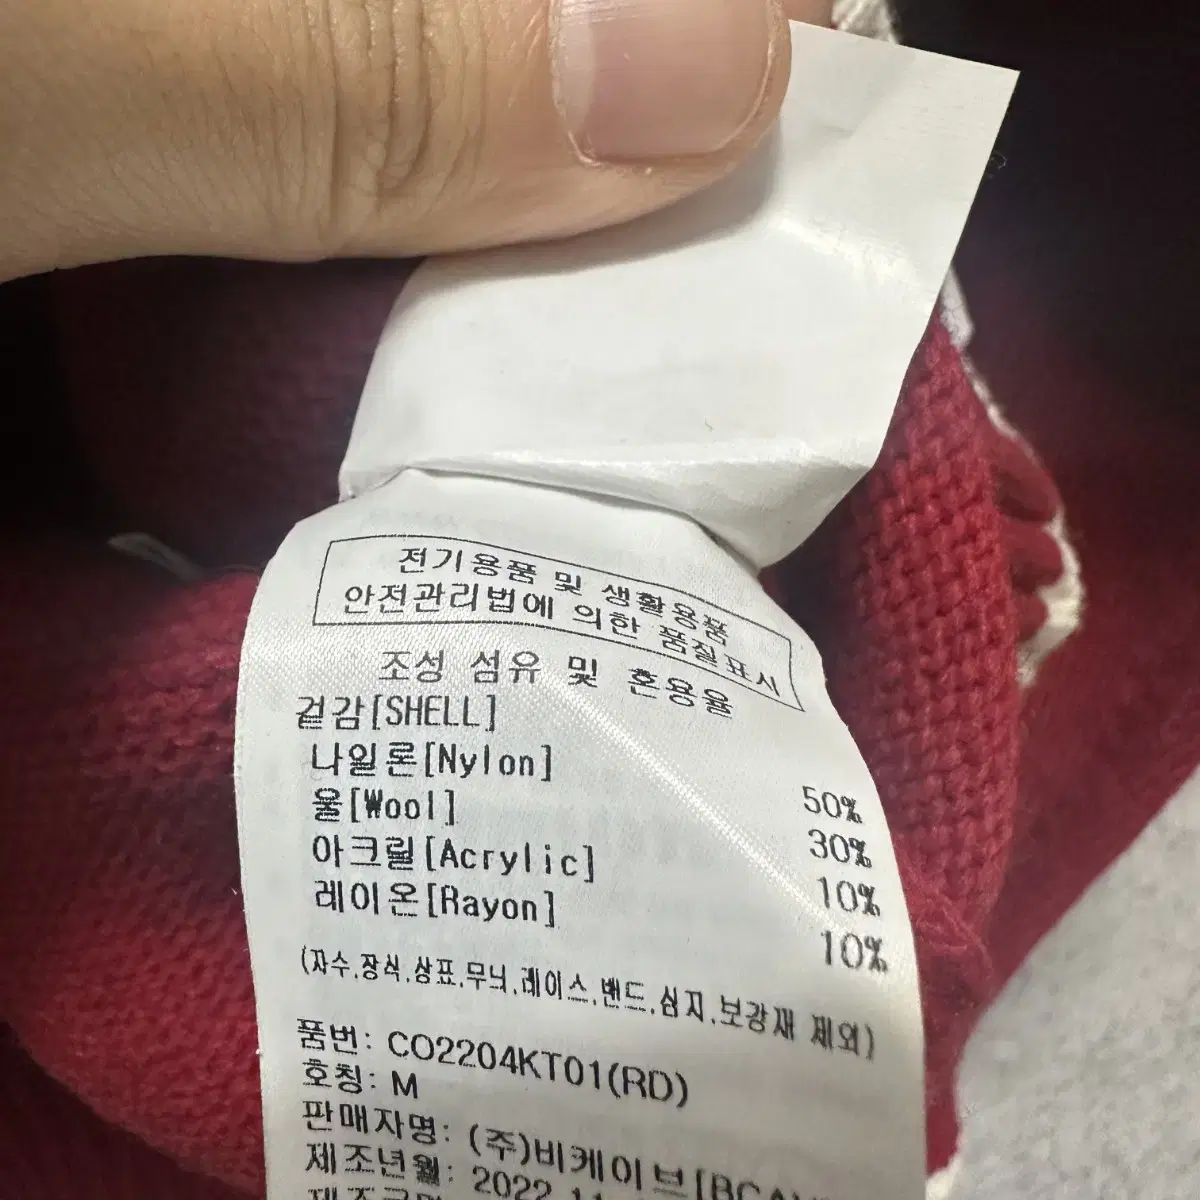 전기용품 및 생활용품
안전관리법에 의한 품질표시
조성 섬유 및 혼용율
겉감[SHELL]
나일론[Nylon] 50%
울[Wool] 30%
아크릴[Acrylic] 10%
레이온[Rayon] 10%
(자수,장식,상표,무늬,레이스,밴드,심지,보강재 제외)
품번: CO2204KT01(RD)
호칭: M
판매자명: (주)비케이브[BCAV
제조년월: 2022